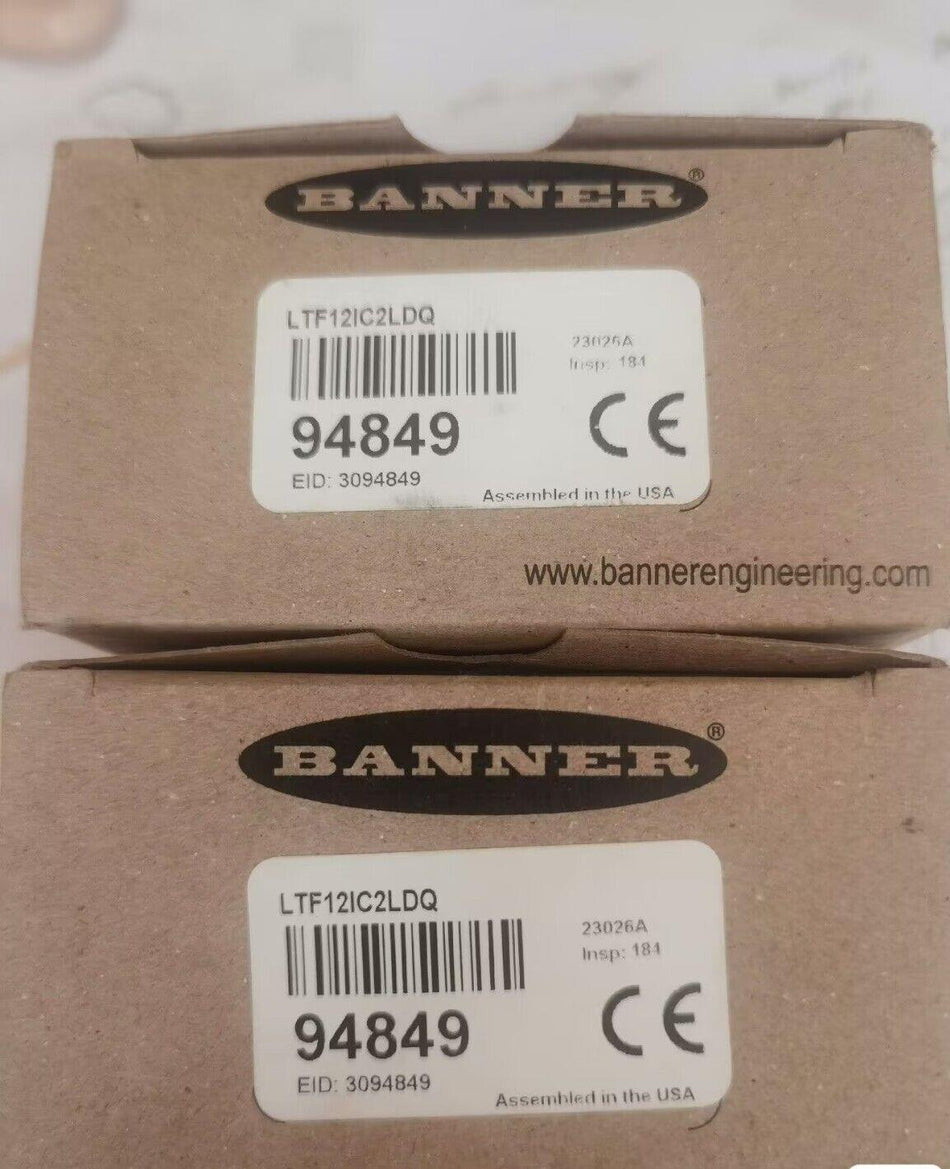 BANNER®
LTF12IC2LDQ
23026A
Insp: 184
94849
CE
EID: 3094849
Assembled in the USA
www.bannerengineering.com
BANNER®
LTF12IC2LDQ
23026A
Insp: 184
94849
CE
EID: 3094849
Assembled in the USA